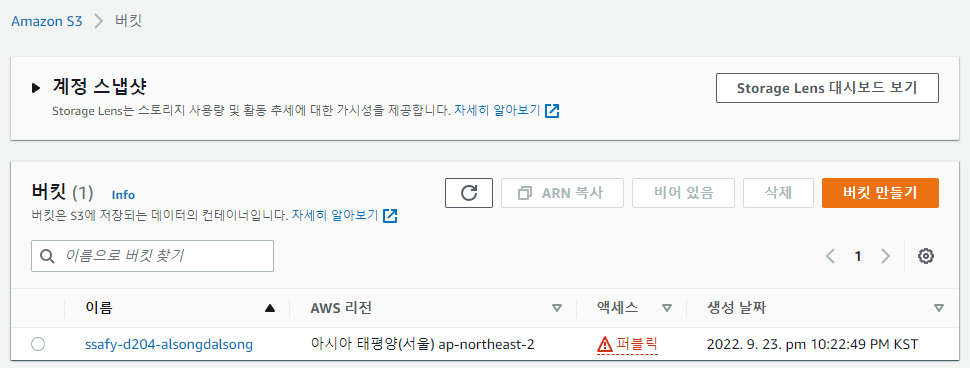 Amazon S3 > 버킷
계정 스냅샷
Storage Lens는 스토리지 사용량 및 활동 추세에 대한 가시성을 제공합니다. 자세히 알아보기
Storage Lens 대시보드 보기
버킷 (1) Info
버킷은 S3에 저장되는 데이터의 컨테이너입니다. 자세히 알아보기
ARN 복사 비어 있음 삭제 버킷 만들기
이름으로 버킷 찾기
1
이름 AWS 리전 액세스 생성 날짜
ssafy-d204-alsongdalsong 아시아 태평양(서울) ap-northeast-2 퍼블릭 2022. 9. 23. pm 10:22:49 PM KST